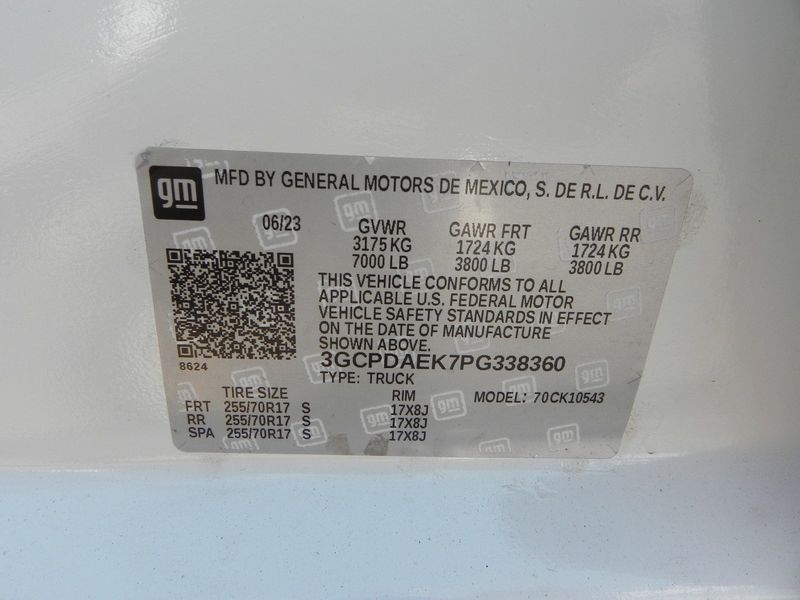 gm
MFD BY GENERAL MOTORS DE MEXICO, S. DE R.L. DE C.V.
06/23 GVWR GAWR FRT GAWR RR
3175 KG 1724 KG 1724 KG
7000 LB 3800 LB 3800 LB
THIS VEHICLE CONFORMS TO ALL
APPLICABLE U.S. FEDERAL MOTOR
VEHICLE SAFETY STANDARDS IN EFFECT
ON THE DATE OF MANUFACTURE
SHOWN ABOVE.
8624 3GCPDAEK7PG338360
TYPE: TRUCK
TIRE SIZE RIM MODEL: 70CK10543
FRT 255/70R17 S 17X8J
RR 255/70R17 S 17X8J
SPA 255/70R17 S 17X8J